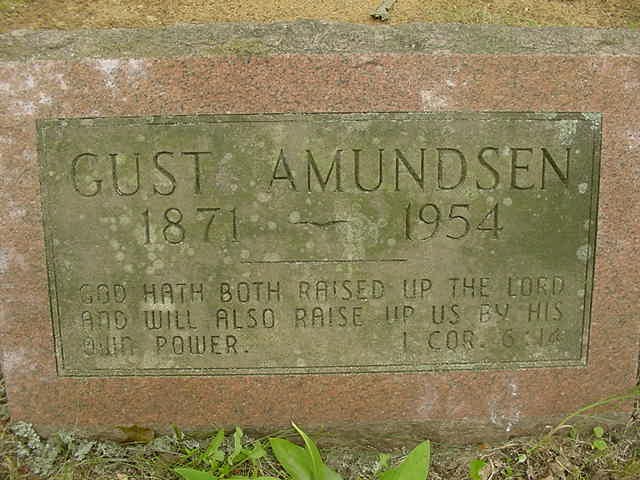 GUST AMUNDSEN
1871 ~ 1954
GOD HATH BOTH RAISED UP THE LORD
AND WILL ALSO RAISE UP US BY HIS
OWN POWER. 1 COR. 6:14